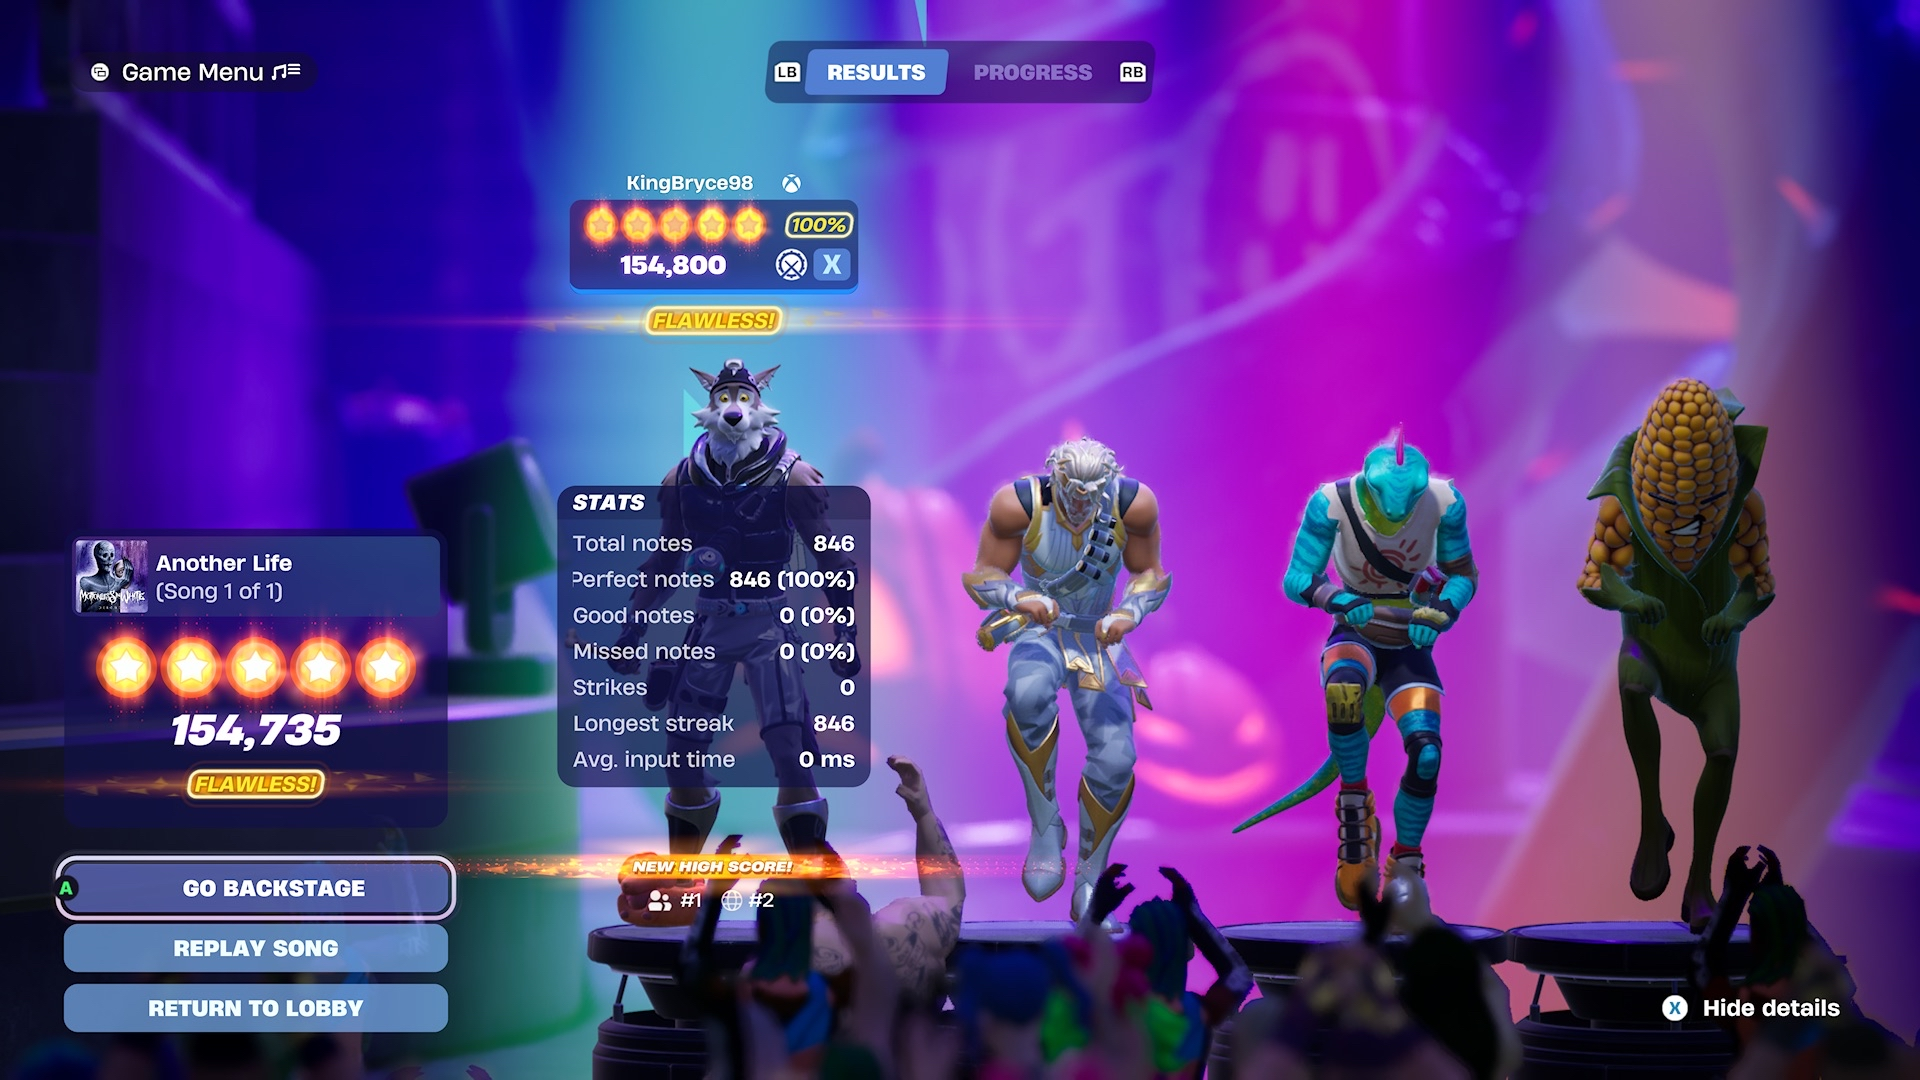 Game Menu
LB RESULTS PROGRESS RB
KingBryce98
100%
154,800
X
FLAWLESS!
STATS
Total notes 846
Perfect notes 846 (100%)
Good notes 0 (0%)
Missed notes 0 (0%)
Strikes 0
Longest streak 846
Avg. input time 0 ms
Another Life
(Song 1 of 1)
Motionless In White
154,735
FLAWLESS!
NEW HIGH SCORE!
#1 #2
A GO BACKSTAGE
REPLAY SONG
RETURN TO LOBBY
X Hide details